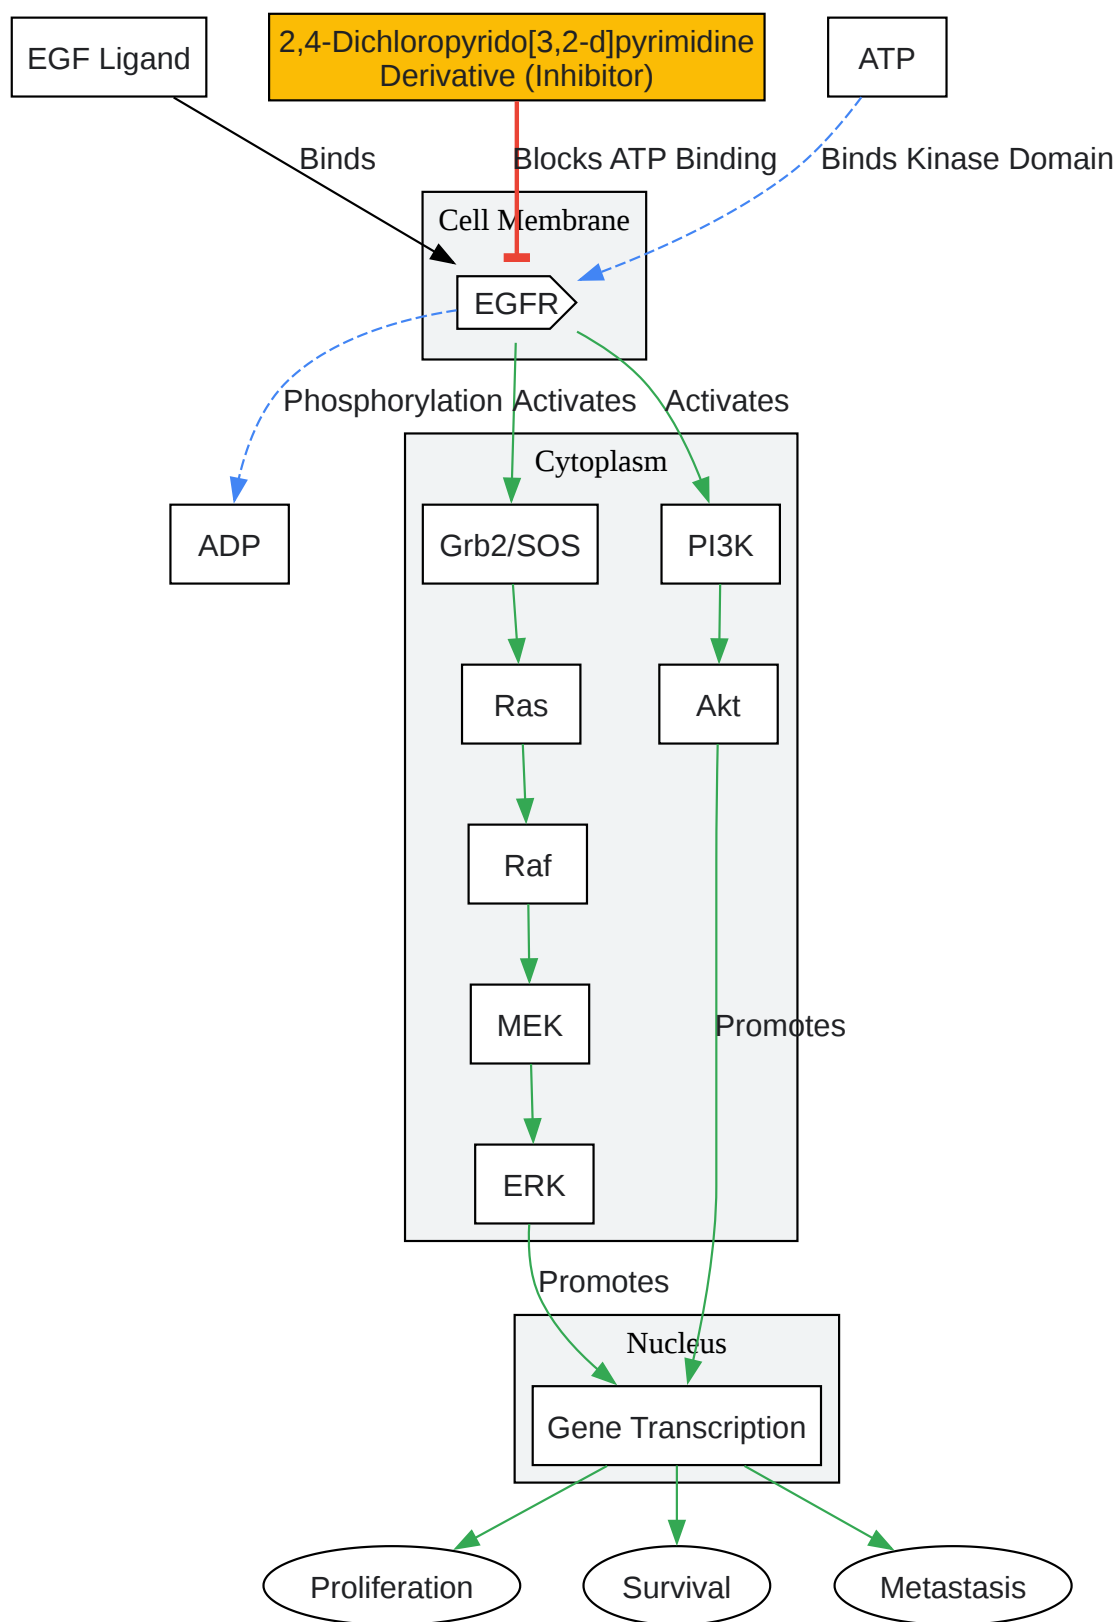 EGF Ligand
2,4-Dichloropyrido[3,2-d]pyrimidine
Derivative (Inhibitor)
ATP
Binds
Blocks ATP Binding
Binds Kinase Domain
Cell Membrane
EGFR
Phosphorylation
Activates
Activates
Cytoplasm
ADP
Grb2/SOS
PI3K
Ras
Akt
Raf
MEK
Promotes
ERK
Promotes
Nucleus
Gene Transcription
Proliferation
Survival
Metastasis